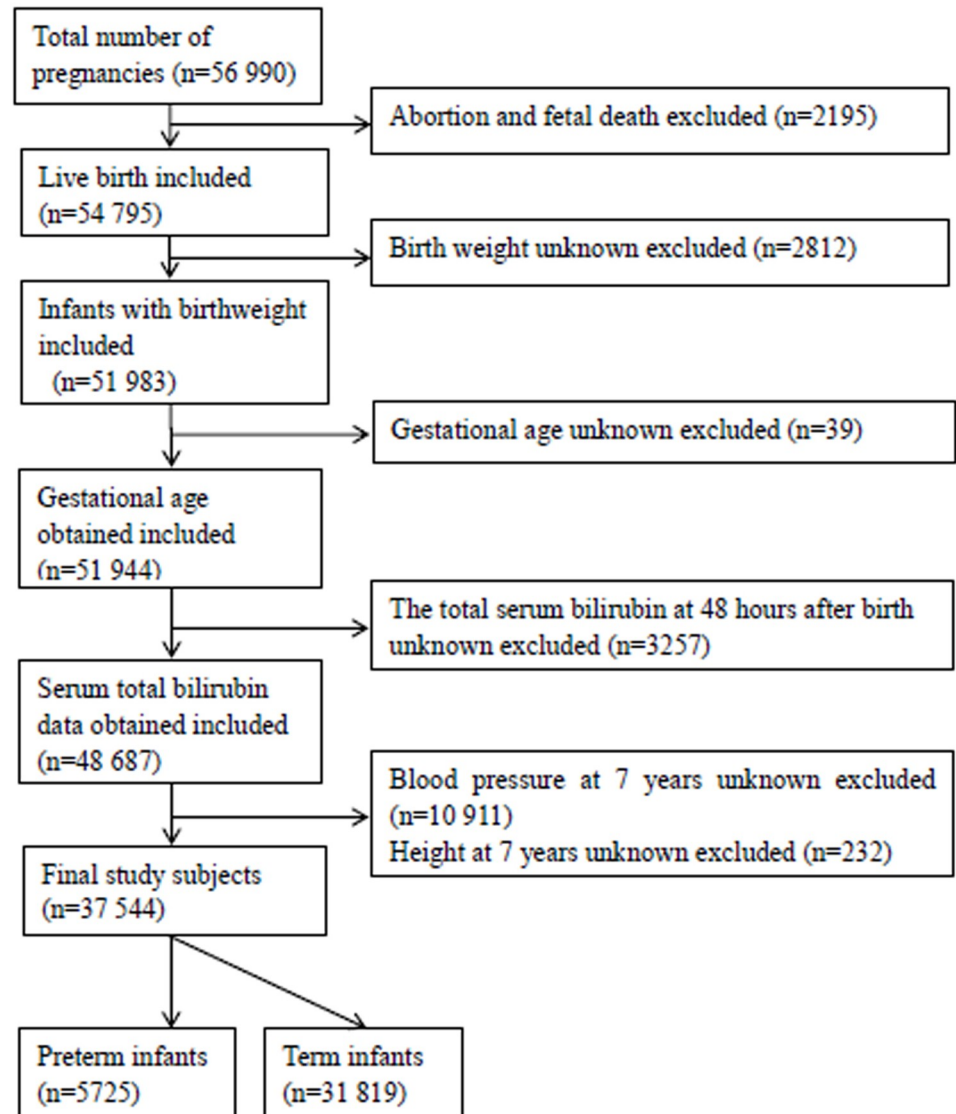 Total number of
pregnancies (n=56 990)
Abortion and fetal death excluded (n=2195)
Live birth included
(n=54 795)
Birth weight unknown excluded (n=2812)
Infants with birthweight
included
(n=51 983)
Gestational age unknown excluded (n=39)
Gestational age
obtained included
(n=51 944)
The total serum bilirubin at 48 hours after birth
unknown excluded (n=3257)
Serum total bilirubin
data obtained included
(n=48 687)
Blood pressure at 7 years unknown excluded
(n=10 911)
Height at 7 years unknown excluded (n=232)
Final study subjects
(n=37 544)
Preterm infants
(n=5725)
Term infants
(n=31 819)